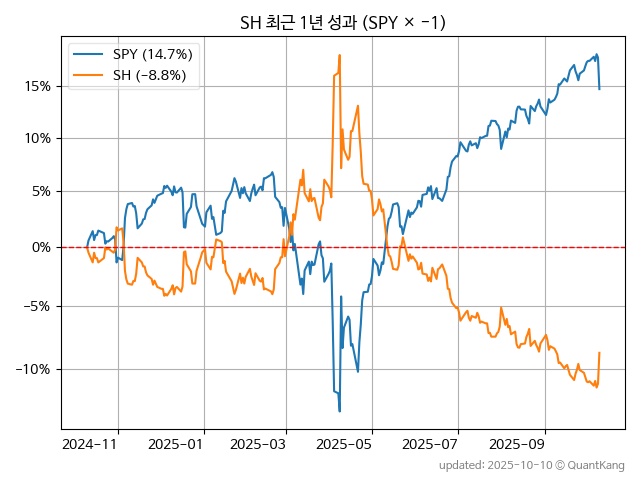 SH 최근 1년 성과 (SPY × −1)
SPY (14.7%)
SH (−8.8%)
15%
10%
5%
0%
−5%
−10%
2024−11 2025−01 2025−03 2025−05 2025−07 2025−09
updated: 2025-10-10 © QuantKang